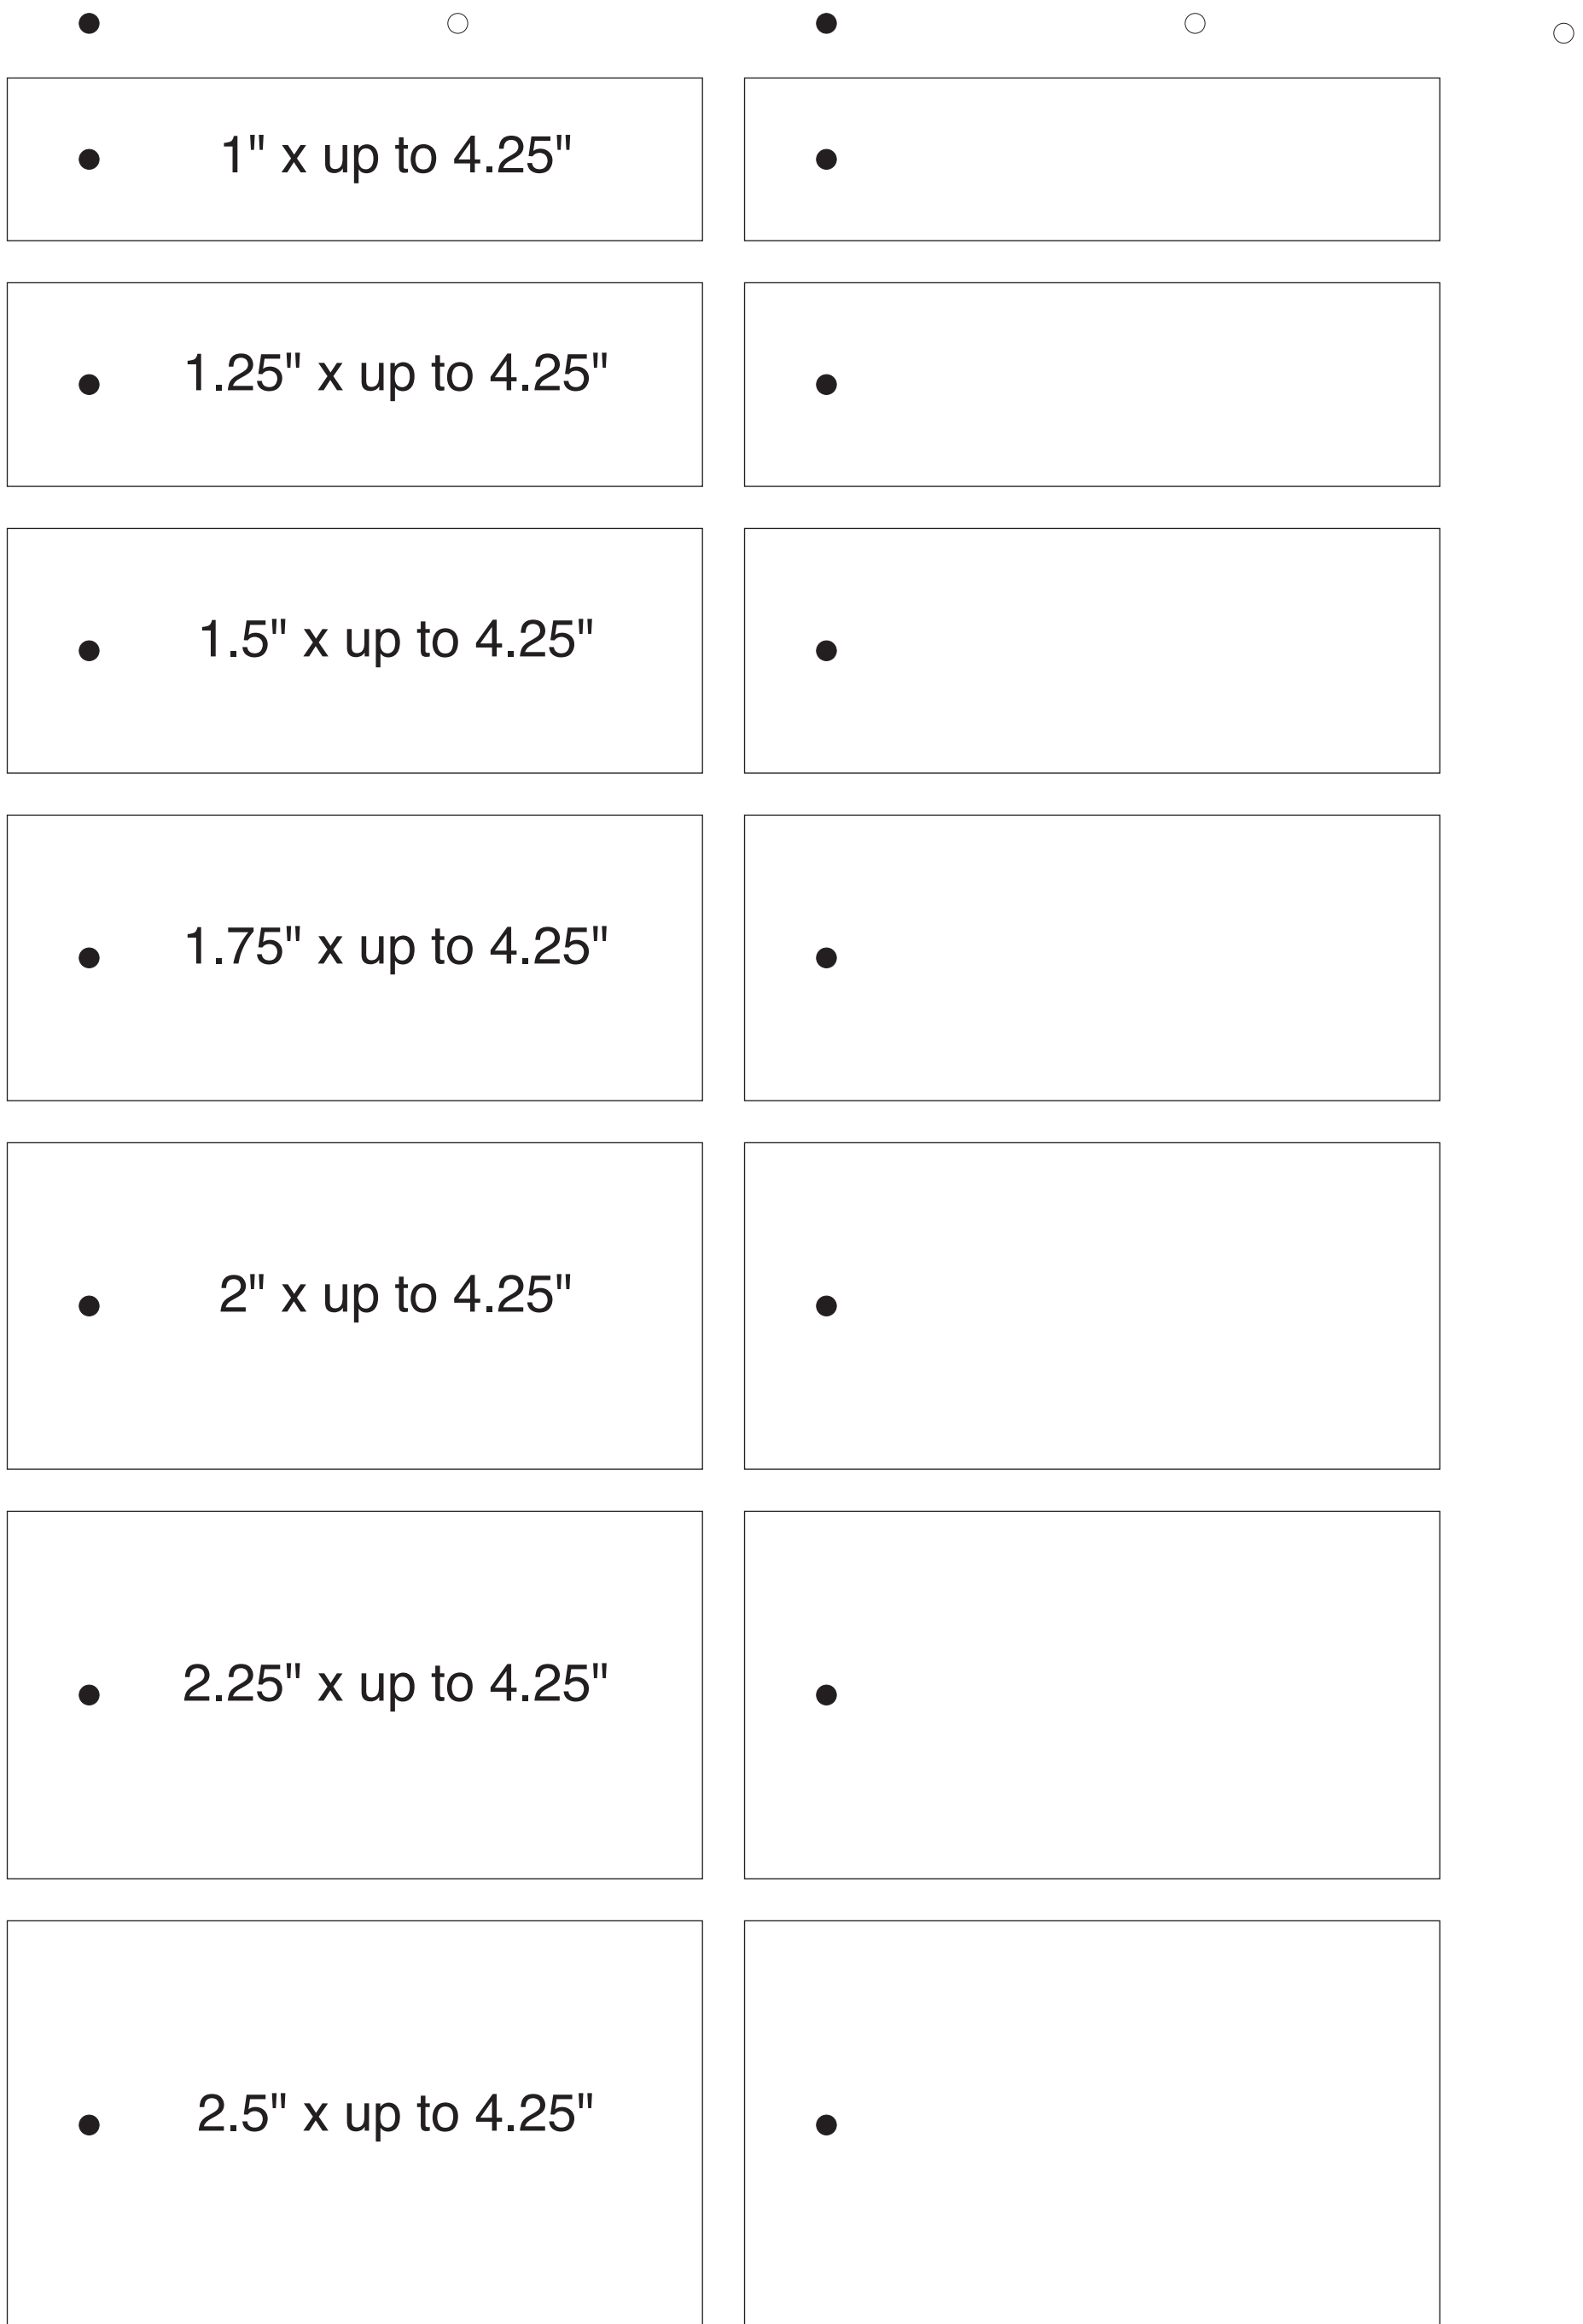 1" x up to 4.25"
1.25" x up to 4.25"
1.5" x up to 4.25"
1.75" x up to 4.25"
2" x up to 4.25"
2.25" x up to 4.25"
2.5" x up to 4.25"